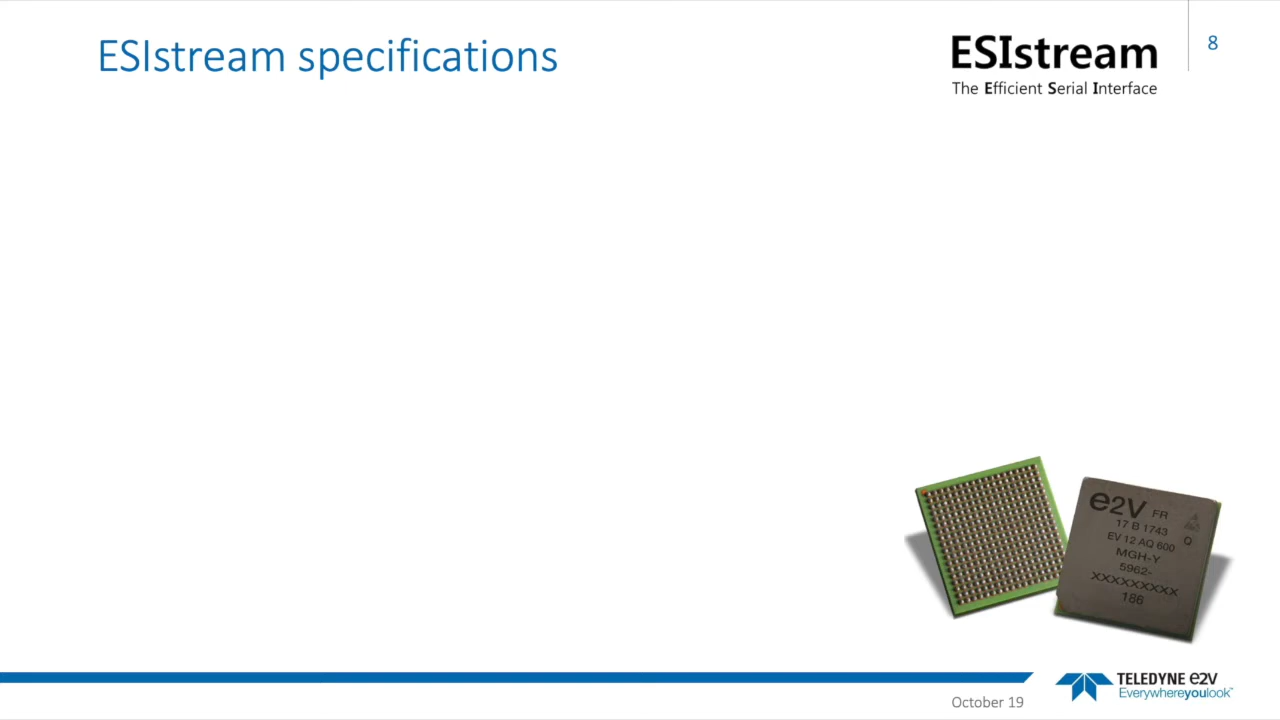 ESIstream specifications
ESIstream
The Efficient Serial Interface
8
e2v FR
17 B 1743
EV 12 AQ 600
MGH-Y
5962-
XXXXXXXXX
186
Q
TELEDYNE e2v
Everywhereyoulook™
October 19